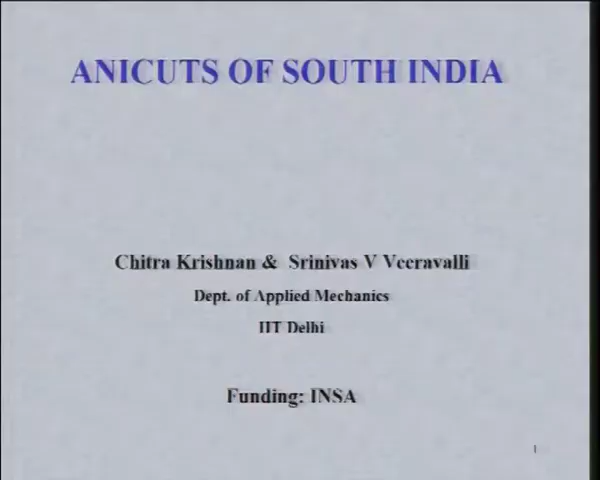 ANICUTS OF SOUTH INDIA
Chitra Krishnan & Srinivas V Veeravalli
Dept. of Applied Mechanics
IIT Delhi
Funding: INSA
1